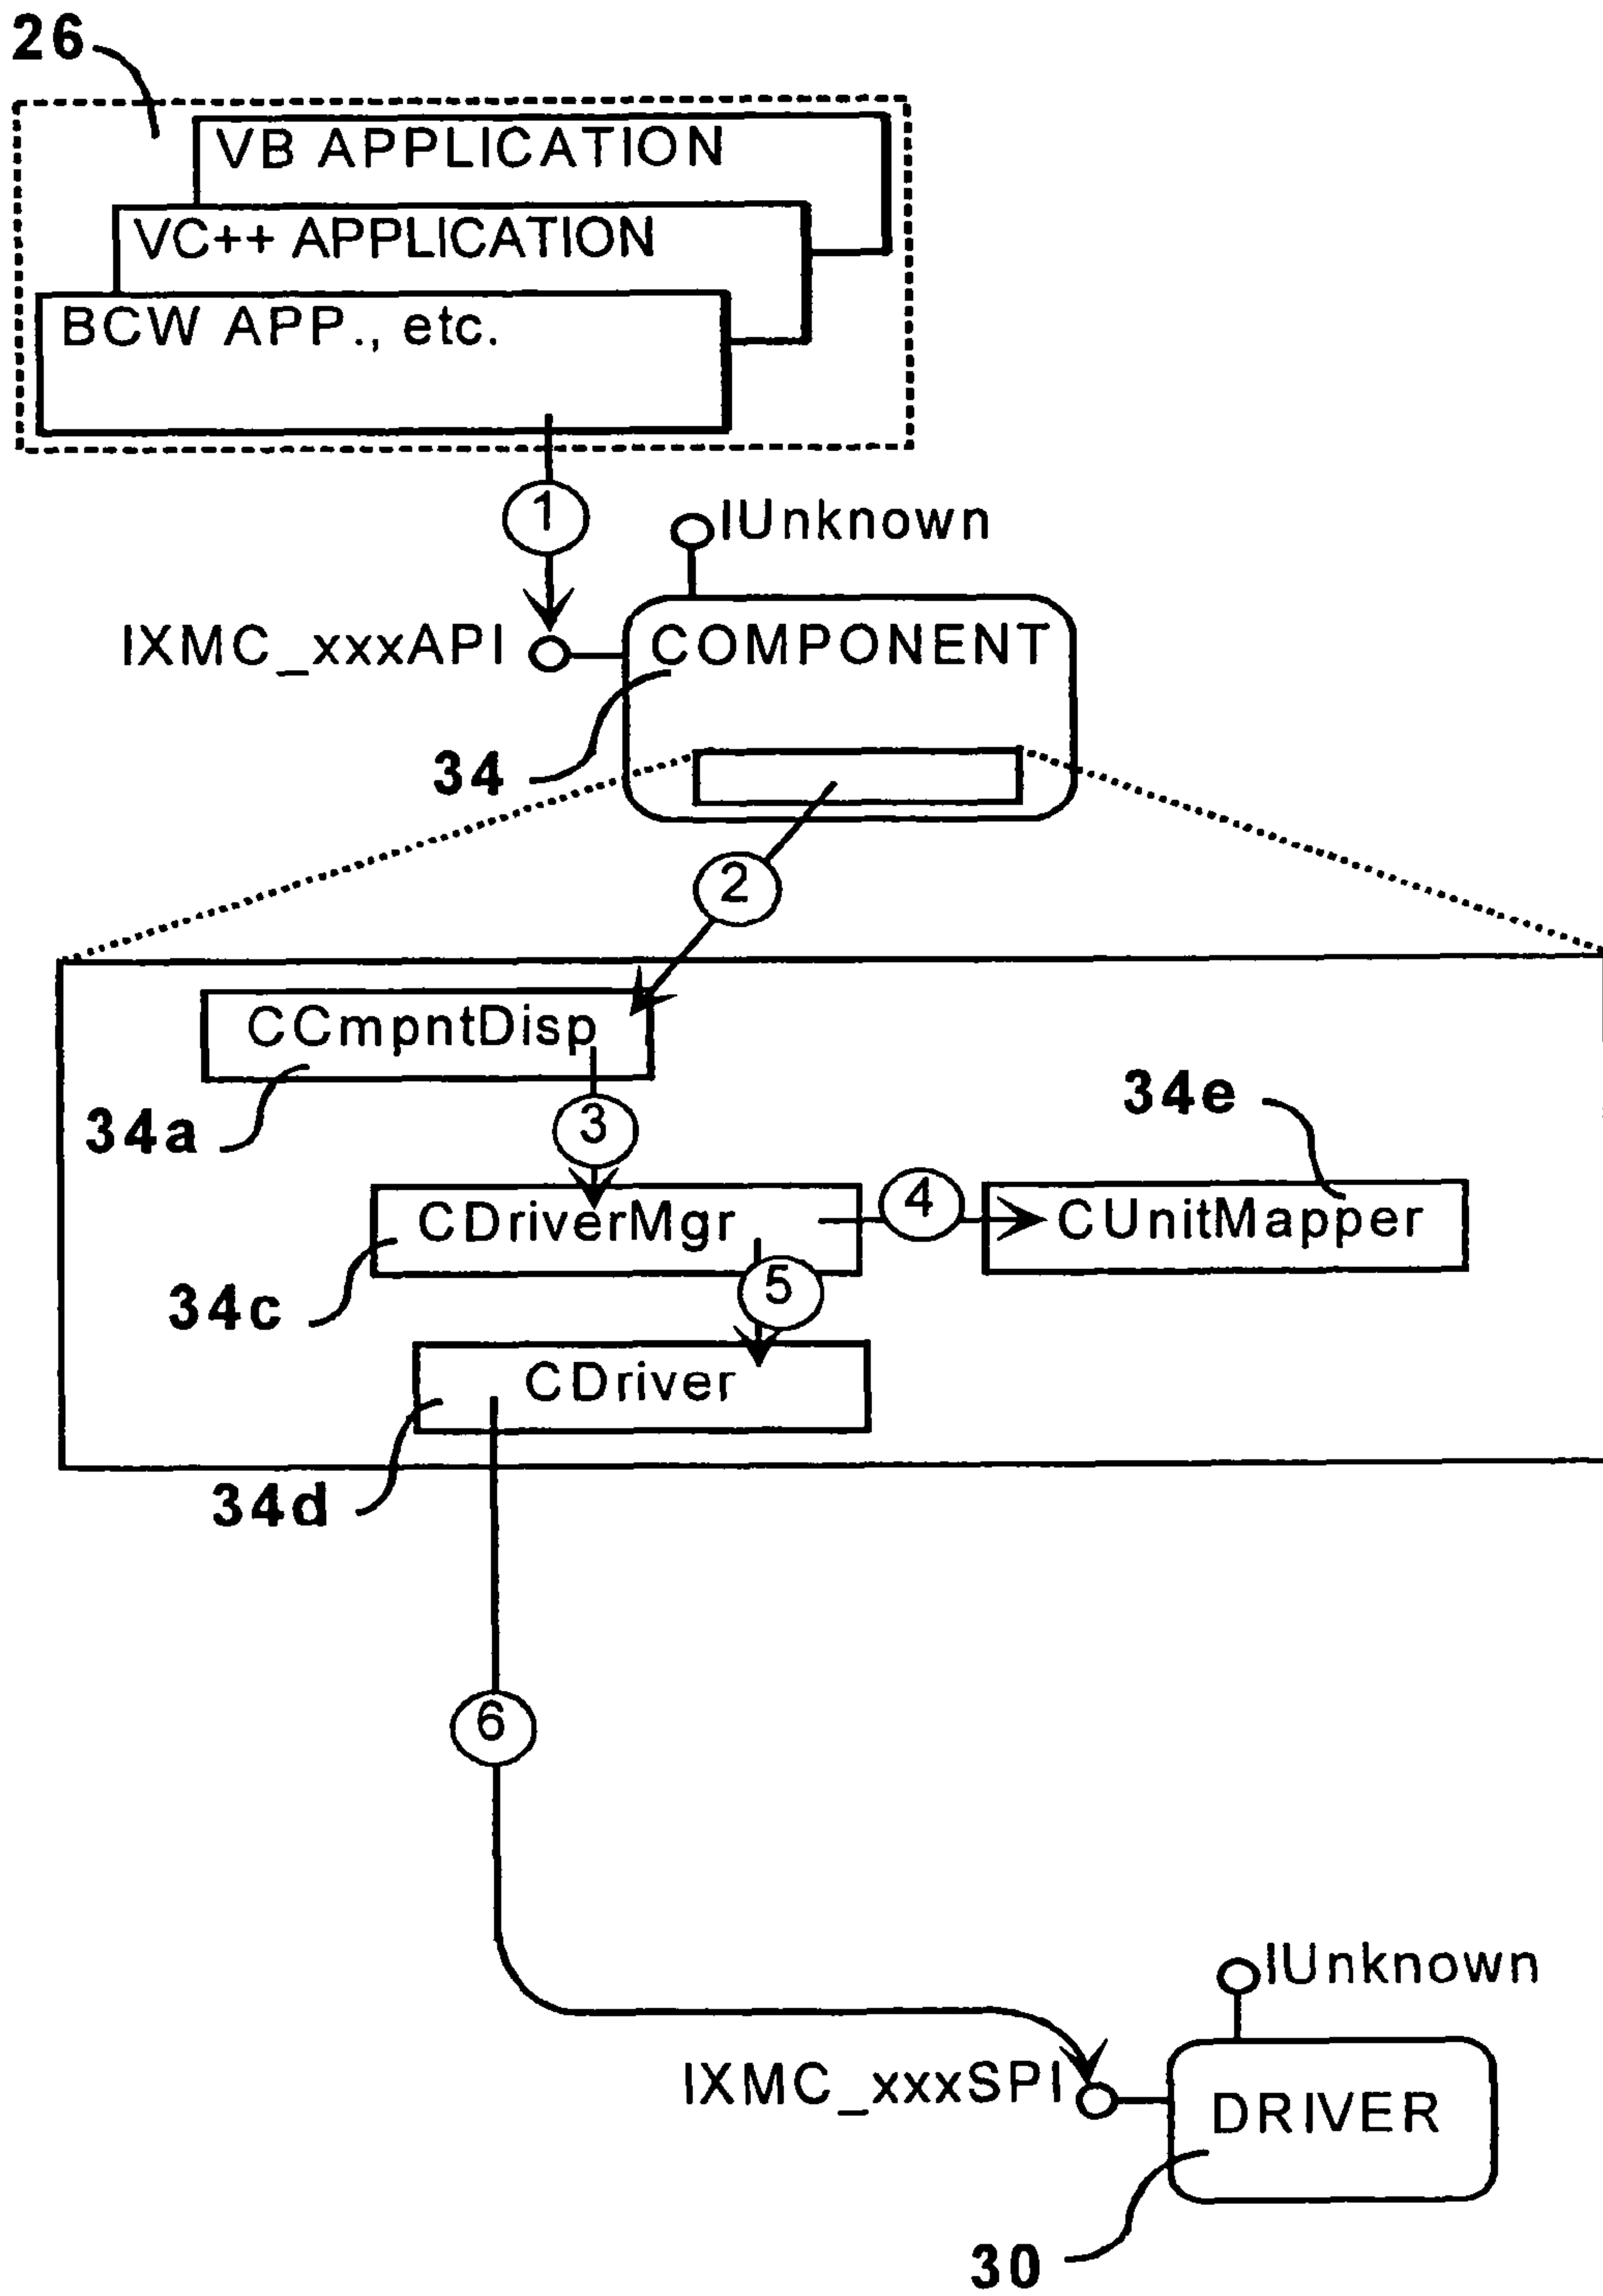 26
VB APPLICATION
VC++ APPLICATION
BCW APP., etc.
1
IUnknown
IXMC_xxxAPI
COMPONENT
34
2
CCmpntDisp
34a
3
34e
CDriverMgr
4
CUnitMapper
34c
5
CDriver
34d
6
IUnknown
IXMC_xxxSPI
DRIVER
30